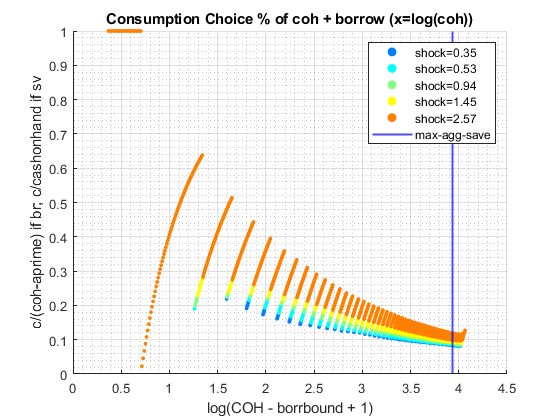 Consumption Choice % of coh + borrow (x=log(coh))
c/(coh-aprime) if br, c/cashonhand if sv
1
0.9
0.8
0.7
0.6
0.5
0.4
0.3
0.2
0.1
0
shock=0.35
shock=0.53
shock=0.94
shock=1.45
shock=2.57
max-agg-save
0 0.5 1 1.5 2 2.5 3 3.5 4 4.5
log(COH - borrbound + 1)